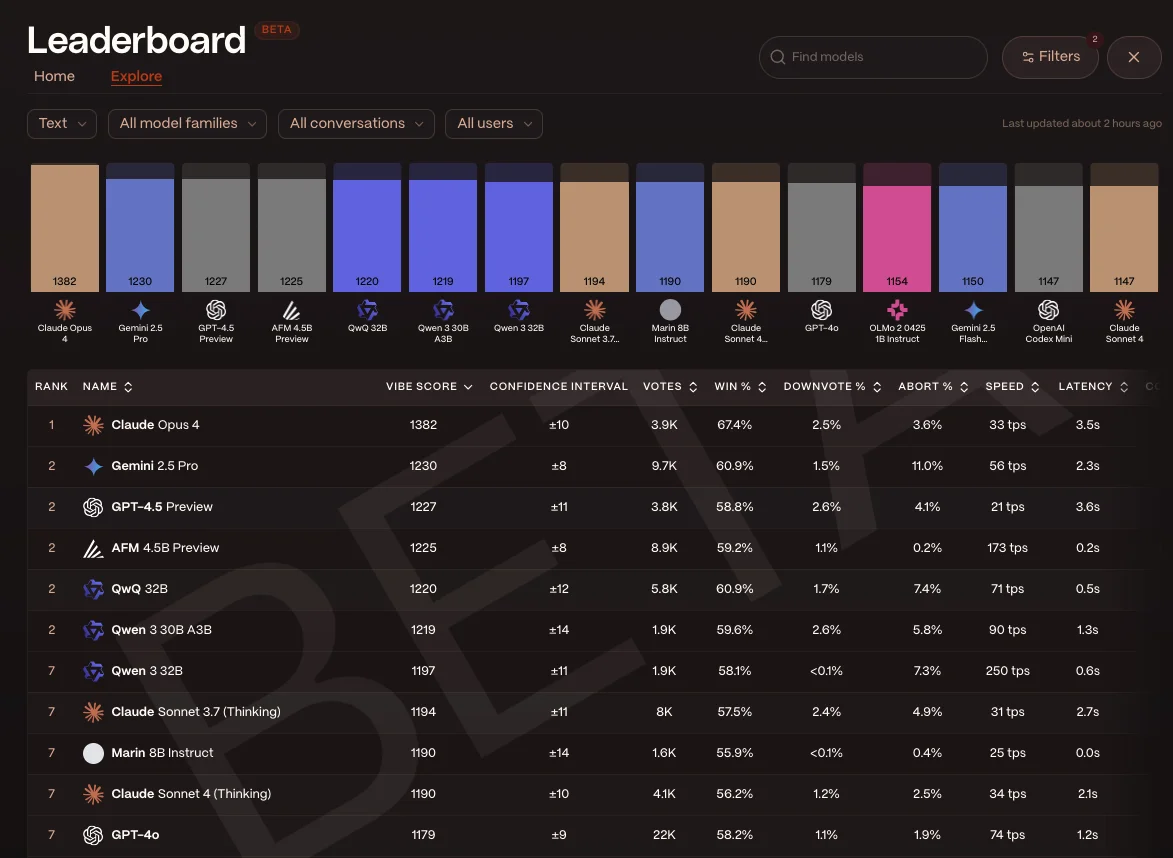 Leaderboard BETA
Home Explore
Find models
Filters 2
Text All model families All conversations All users Last updated about 2 hours ago
1382 1230 1227 1225 1220 1219 1197 1194 1190 1190 1179 1154 1150 1147 1147
Claude Opus 4
Gemini 2.5 Pro
GPT-4.5 Preview
AFM 4.5B Preview
QwQ 32B
Qwen 3 30B A3B
Qwen 3 32B
Claude Sonnet 3.7...
Marin 8B Instruct
Claude Sonnet 4...
GPT-4o
OLMo 2 0425 1B Instruct
Gemini 2.5 Flash...
OpenAI Codex Mini
Claude Sonnet 4
RANK NAME VIBE SCORE CONFIDENCE INTERVAL VOTES WIN % DOWNVOTE % ABORT % SPEED LATENCY
1 Claude Opus 4 1382 ±10 3.9K 67.4% 2.5% 3.6% 33 tps 3.5s
2 Gemini 2.5 Pro 1230 ±8 9.7K 60.9% 1.5% 11.0% 56 tps 2.3s
2 GPT-4.5 Preview 1227 ±11 3.8K 58.8% 2.6% 4.1% 21 tps 3.6s
2 AFM 4.5B Preview 1225 ±8 8.9K 59.2% 1.1% 0.2% 173 tps 0.2s
2 QwQ 32B 1220 ±12 5.8K 60.9% 1.7% 7.4% 71 tps 0.5s
2 Qwen 3 30B A3B 1219 ±14 1.9K 59.6% 2.6% 5.8% 90 tps 1.3s
7 Qwen 3 32B 1197 ±11 1.9K 58.1% <0.1% 7.3% 250 tps 0.6s
7 Claude Sonnet 3.7 (Thinking) 1194 ±11 8K 57.5% 2.4% 4.9% 31 tps 2.7s
7 Marin 8B Instruct 1190 ±14 1.6K 55.9% <0.1% 0.4% 25 tps 0.0s
7 Claude Sonnet 4 (Thinking) 1190 ±10 4.1K 56.2% 1.2% 2.5% 34 tps 2.1s
7 GPT-4o 1179 ±9 22K 58.2% 1.1% 1.9% 74 tps 1.2s
BETA